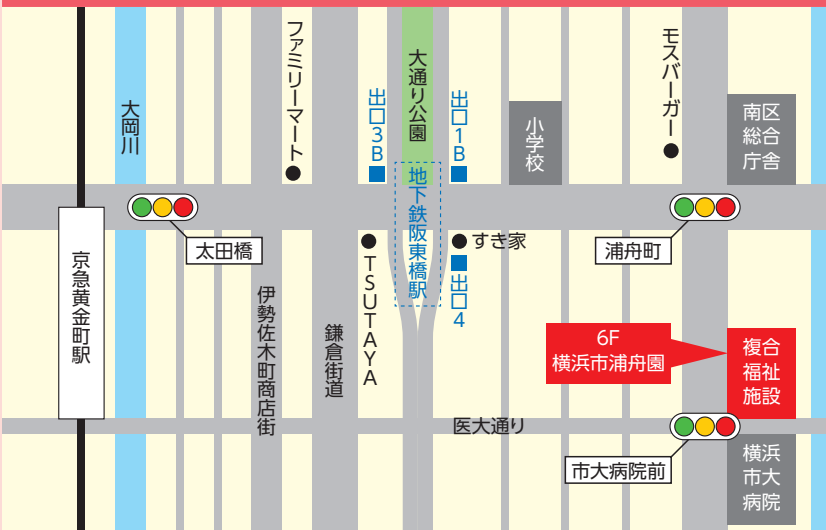 ファミリーマート
大通り公園
モスバーガー
大岡川
出口3B
出口1B
小学校
南区
総合
庁舎
地下鉄阪東橋駅
太田橋
すき家
浦舟町
京急黄金町駅
TSUTAYA
出口4
伊勢佐木町商店街
鎌倉街道
6F
横浜市浦舟園
複合
福祉
施設
医大通り
市大病院前
横浜
市大
病院